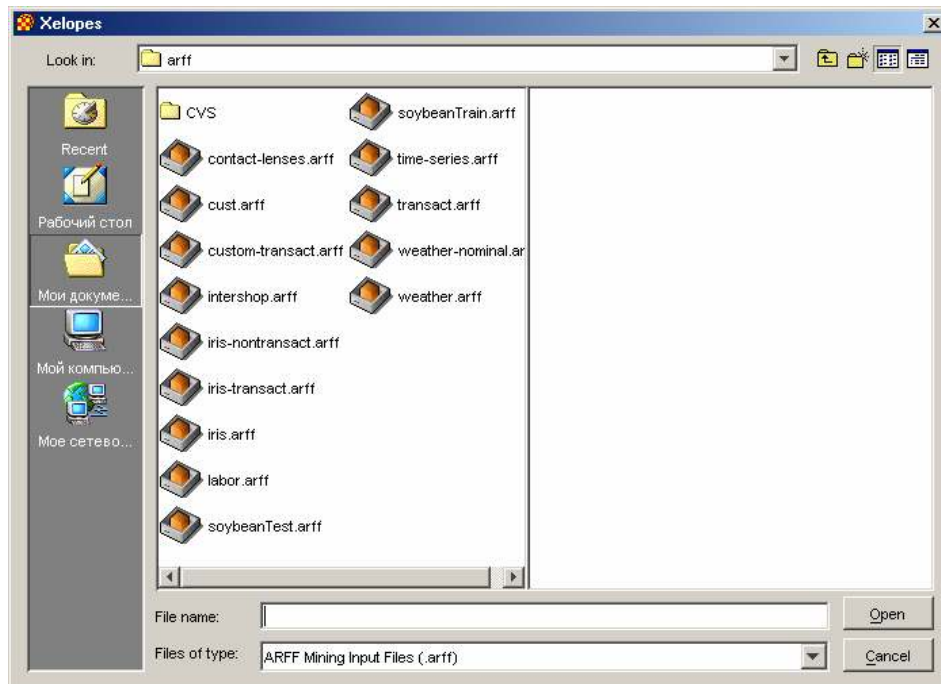 Xelopes
Look in:
arff
Recent
Рабочий стол
Мои докуме...
Мой компью...
Мое сетево...
CVS
contact-lenses.arff
cust.arff
custom-transact.arff
intershop.arff
iris-nontransact.arff
iris-transact.arff
iris.arff
labor.arff
soybeanTest.arff
soybeanTrain.arff
time-series.arff
transact.arff
weather-nominal.ar
weather.arff
File name:
Open
Files of type:
ARFF Mining Input Files (.arff)
Cancel